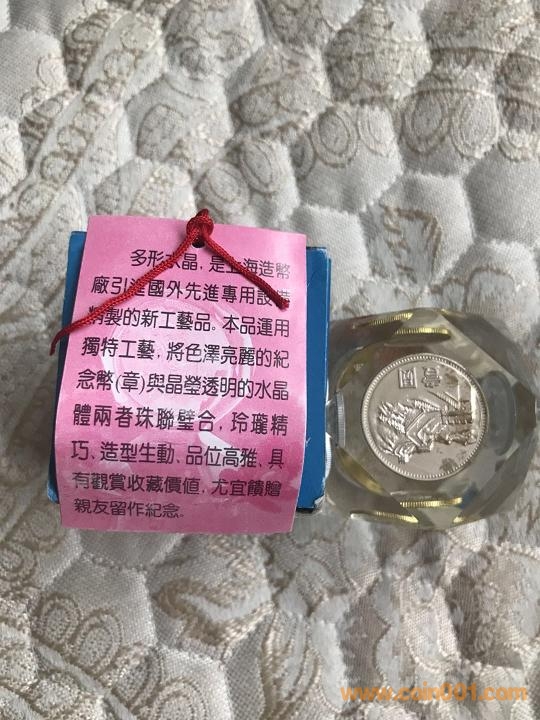 多形水晶，是上海造幣
廠引進國外先進專用設備
精製的新工藝品。本品運用
獨特工藝，將色澤亮麗的紀
念幣(章)與晶瑩透明的水晶
體兩者珠聯璧合，玲瓏精
巧、造型生動、品位高雅、具
有觀賞收藏價值，尤宜饋贈
親友留作紀念。
壹
圓
www.coin001.com